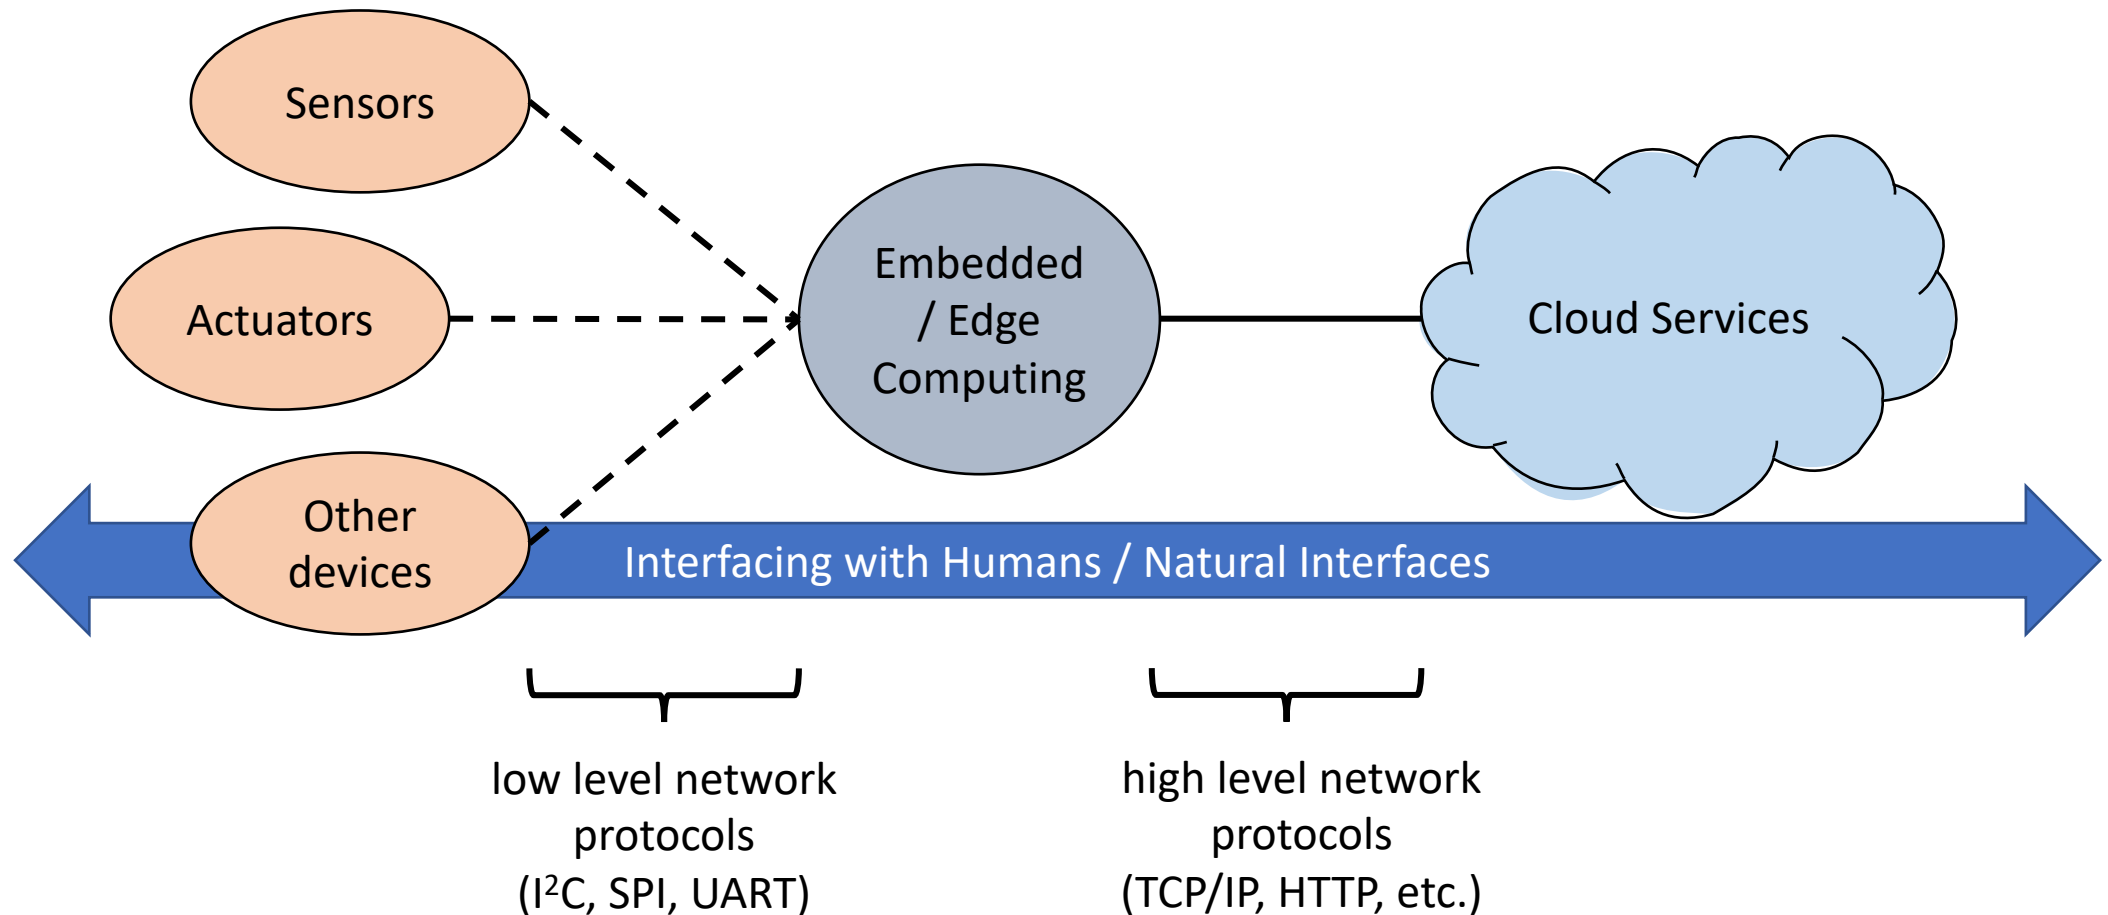 Sensors
Actuators
Other
devices
Embedded
/ Edge
Computing
Cloud Services
Interfacing with Humans / Natural Interfaces
low level network
protocols
(I²C, SPI, UART)
high level network
protocols
(TCP/IP, HTTP, etc.)